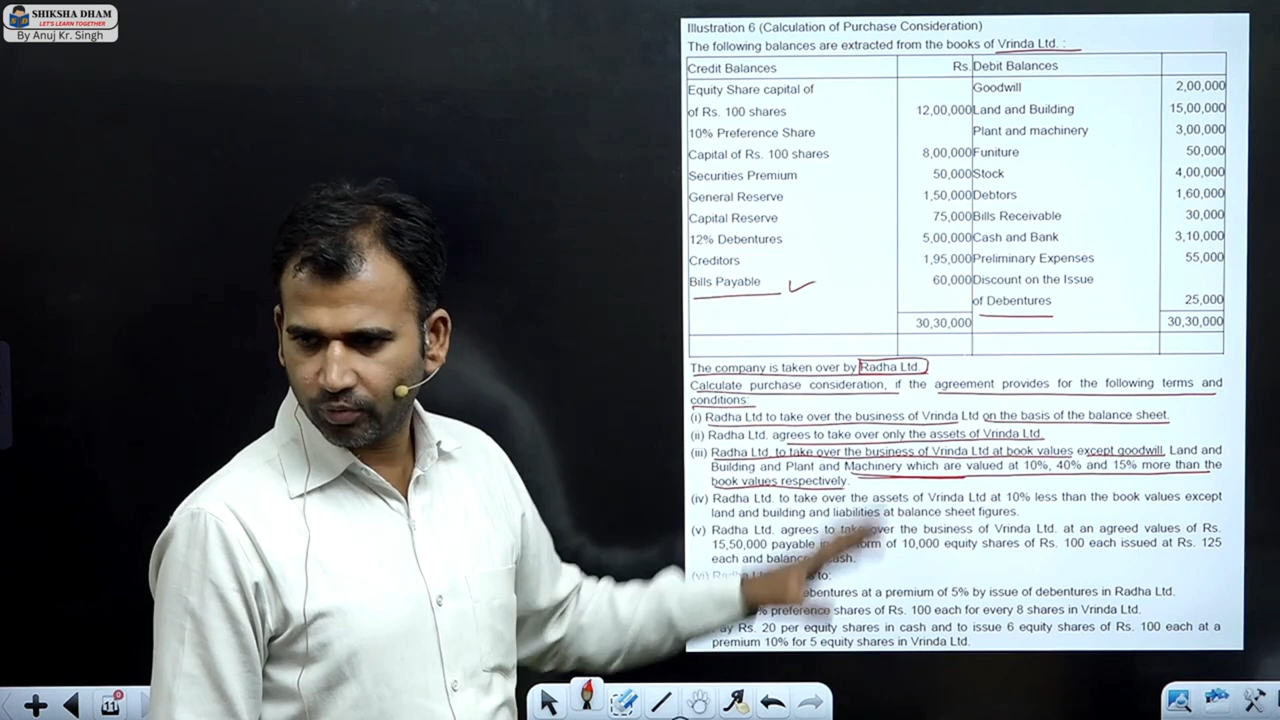 SHIKSHA DHAM
LET'S LEARN TOGETHER
By Anuj Kr. Singh
Illustration 6 (Calculation of Purchase Consideration)
The following balances are extracted from the books of Vrinda Ltd. :
Credit Balances Rs. Debit Balances
Equity Share capital of Goodwill 2,00,000
of Rs. 100 shares 12,00,000 Land and Building 15,00,000
10% Preference Share Plant and machinery 3,00,000
Capital of Rs. 100 shares 8,00,000 Funiture 50,000
Securities Premium 50,000 Stock 4,00,000
General Reserve 1,50,000 Debtors 1,60,000
Capital Reserve 75,000 Bills Receivable 30,000
12% Debentures 5,00,000 Cash and Bank 3,10,000
Creditors 1,95,000 Preliminary Expenses 55,000
Bills Payable 60,000 Discount on the Issue
of Debentures 25,000
30,30,000 30,30,000
The company is taken over by Radha Ltd.
Calculate purchase consideration, if the agreement provides for the following terms and
conditions:
(i) Radha Ltd to take over the business of Vrinda Ltd on the basis of the balance sheet.
(ii) Radha Ltd. agrees to take over only the assets of Vrinda Ltd.
(iii) Radha Ltd. to take over the business of Vrinda Ltd at book values except goodwill, Land and
Building and Plant and Machinery which are valued at 10%, 40% and 15% more than the
book values respectively.
(iv) Radha Ltd. to take over the assets of Vrinda Ltd at 10% less than the book values except
land and building and liabilities at balance sheet figures.
(v) Radha Ltd. agrees to take over the business of Vrinda Ltd. at an agreed values of Rs.
15,50,000 payable in form of 10,000 equity shares of Rs. 100 each issued at Rs. 125
each and balance cash.
(vi) Radha to:
debentures at a premium of 5% by issue of debentures in Radha Ltd.
% preference shares of Rs. 100 each for every 8 shares in Vrinda Ltd.
Rs. 20 per equity shares in cash and to issue 6 equity shares of Rs. 100 each at a
premium 10% for 5 equity shares in Vrinda Ltd.
11